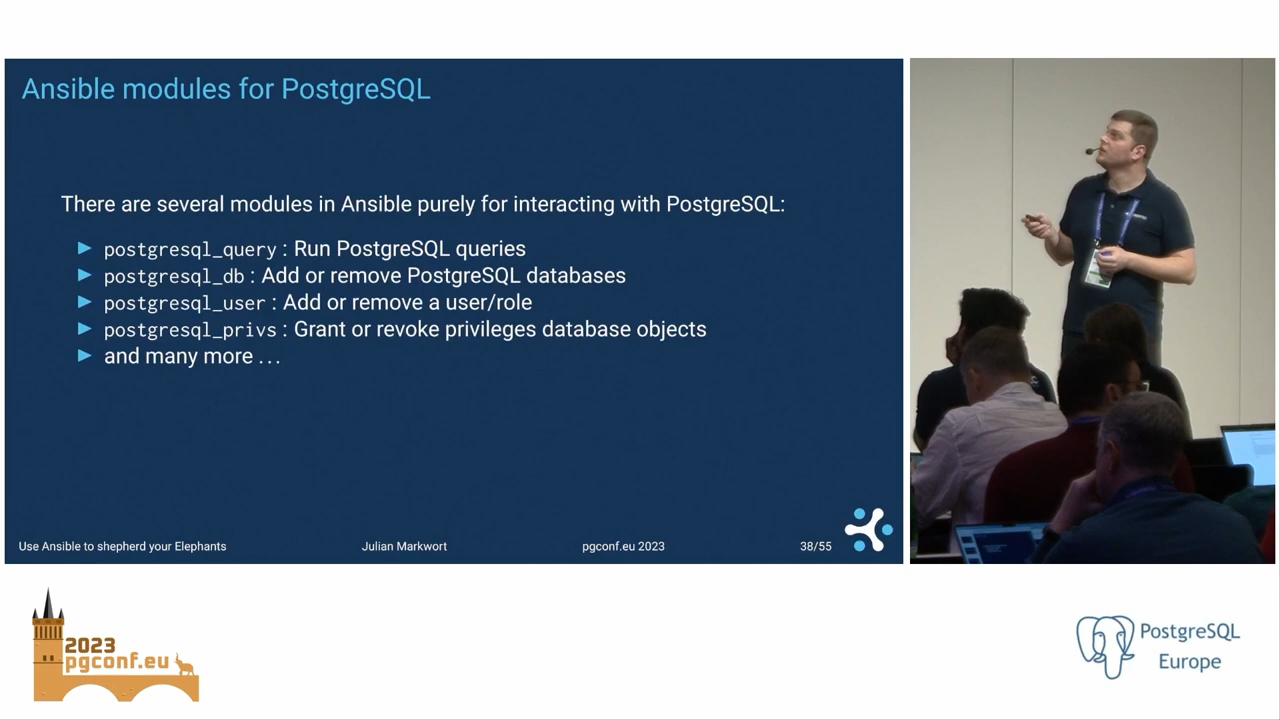 Ansible modules for PostgreSQL
There are several modules in Ansible purely for interacting with PostgreSQL:
▶ postgresql_query : Run PostgreSQL queries
▶ postgresql_db : Add or remove PostgreSQL databases
▶ postgresql_user : Add or remove a user/role
▶ postgresql_privs : Grant or revoke privileges database objects
▶ and many more ...
Use Ansible to shepherd your Elephants
Julian Markwort
pgconf.eu 2023
38/55
2023
pgconf.eu
PostgreSQL
Europe